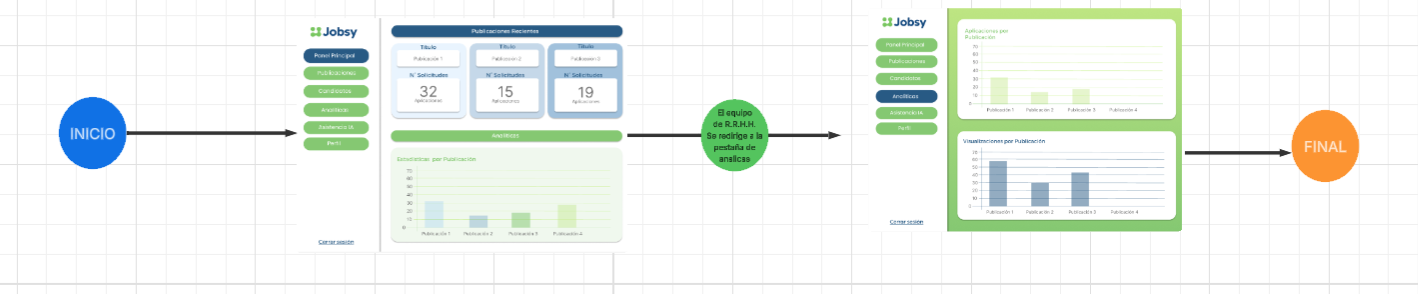 INICIO
Jobsy
Panel Principal
Publicaciones
Candidatos
Analíticas
Asistencia IA
Perfil
Cerrar sesión
Publicaciones Recientes
Título
Publicación 1
N° Solicitudes
32
Aplicaciones
Título
Publicación 2
N° Solicitudes
15
Aplicaciones
Título
Publicación 3
N° Solicitudes
19
Aplicaciones
Analíticas
Estadísticas por Publicación
70
60
50
40
30
20
10
0
Publicación 1
Publicación 2
Publicación 3
Publicación 4
El equipo
de R.R.H.H.
Se redirige a la
pestaña de
analicas
Jobsy
Panel Principal
Publicaciones
Candidatos
Analíticas
Asistencia IA
Perfil
Cerrar sesión
Aplicaciones por
Publicación
70
60
50
40
30
20
10
0
Publicación 1
Publicación 2
Publicación 3
Publicación 4
Visualizaciones por Publicación
70
60
50
40
30
20
10
0
Publicación 1
Publicación 2
Publicación 3
Publicación 4
FINAL